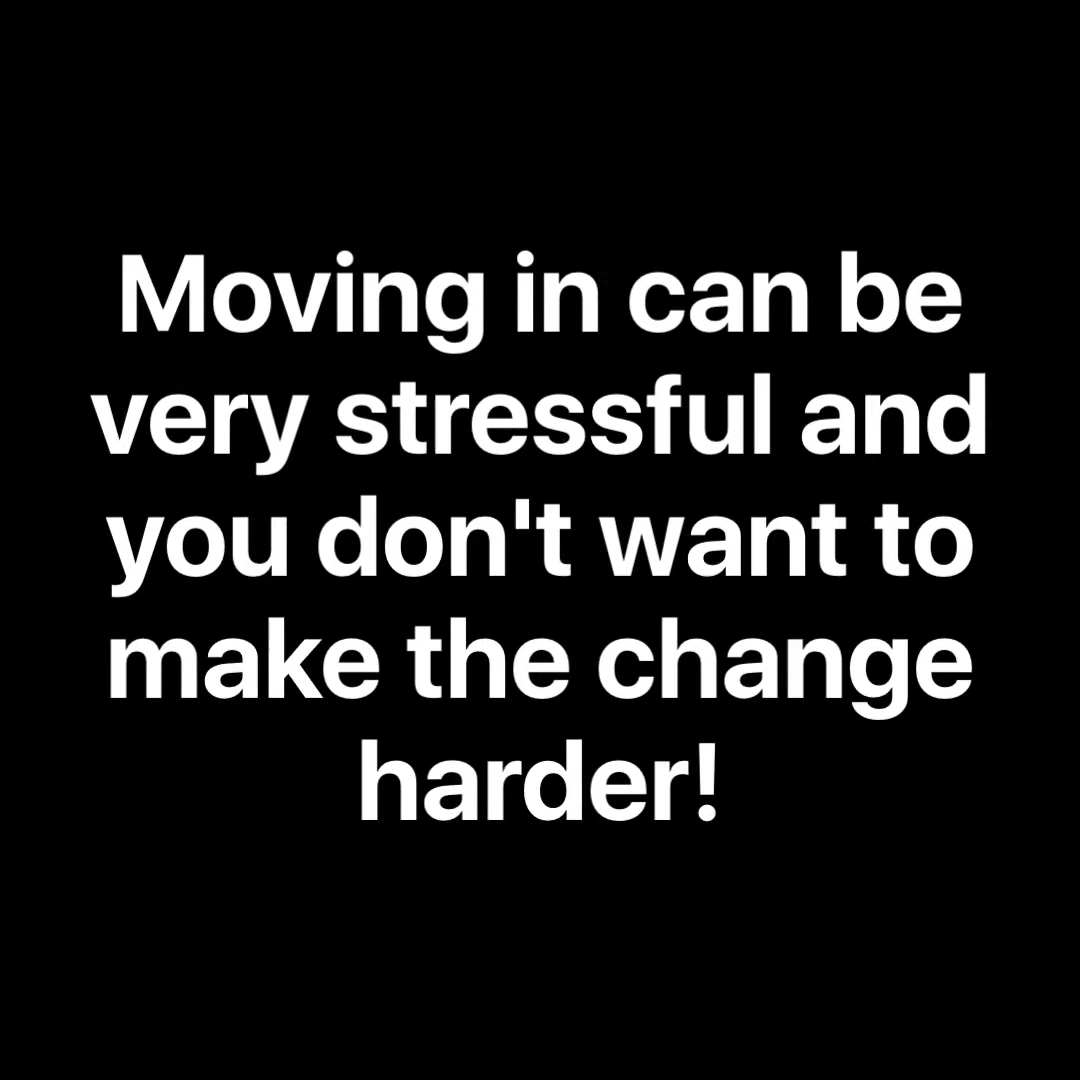 Moving in can be
very stressful and
you don't want to
make the change
harder!